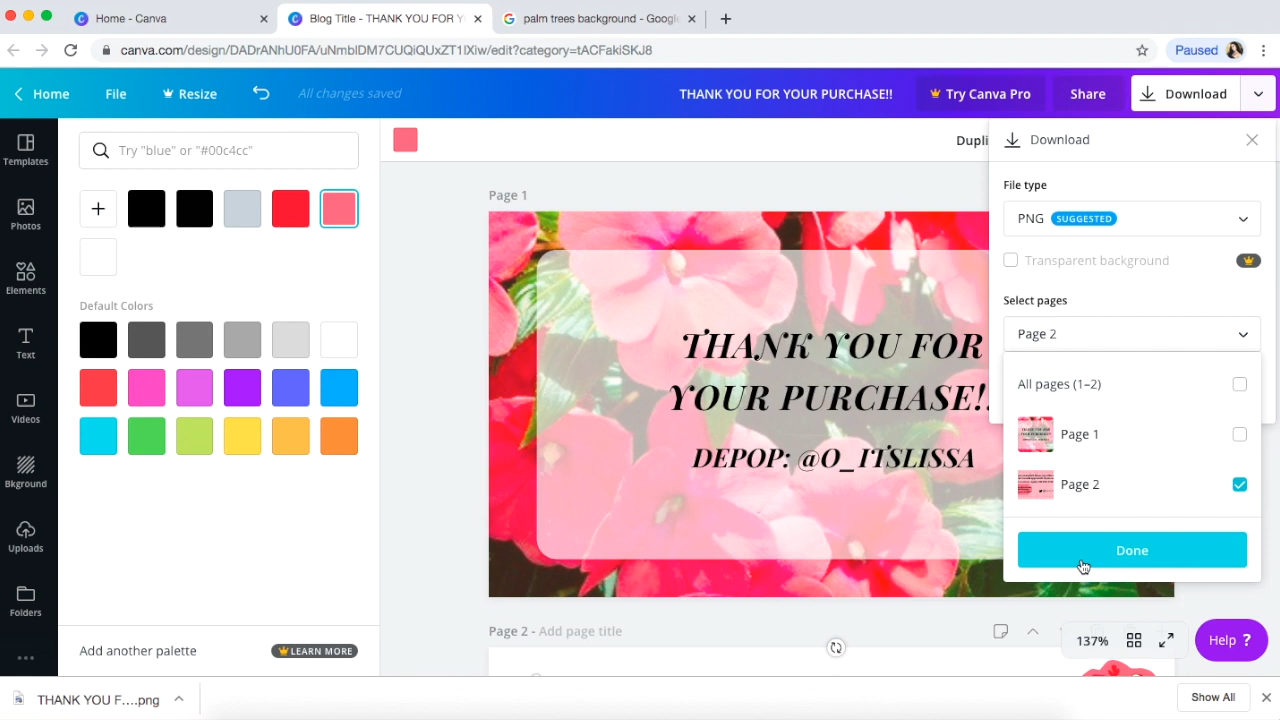 Home - Canva
Blog Title - THANK YOU FOR Y
palm trees background - Google
canva.com/design/DADrANhU0FA/uNmblDM7CUQiQUxZT1lXiw/edit?category=tACFakiSKJ8
Paused
Home
File
Resize
All changes saved
THANK YOU FOR YOUR PURCHASE!!
Try Canva Pro
Share
Download
Templates
Photos
Elements
Text
Videos
Bkground
Uploads
Folders
Try "blue" or "#00c4cc"
Default Colors
Add another palette
LEARN MORE
Dupli
Page 1
THANK YOU FOR
YOUR PURCHASE!!
DEPOP: @O_ITSLISSA
Page 2 - Add page title
Download
File type
PNG SUGGESTED
Transparent background
Select pages
Page 2
All pages (1–2)
Page 1
Page 2
Done
137%
Help ?
THANK YOU F....png
Show All